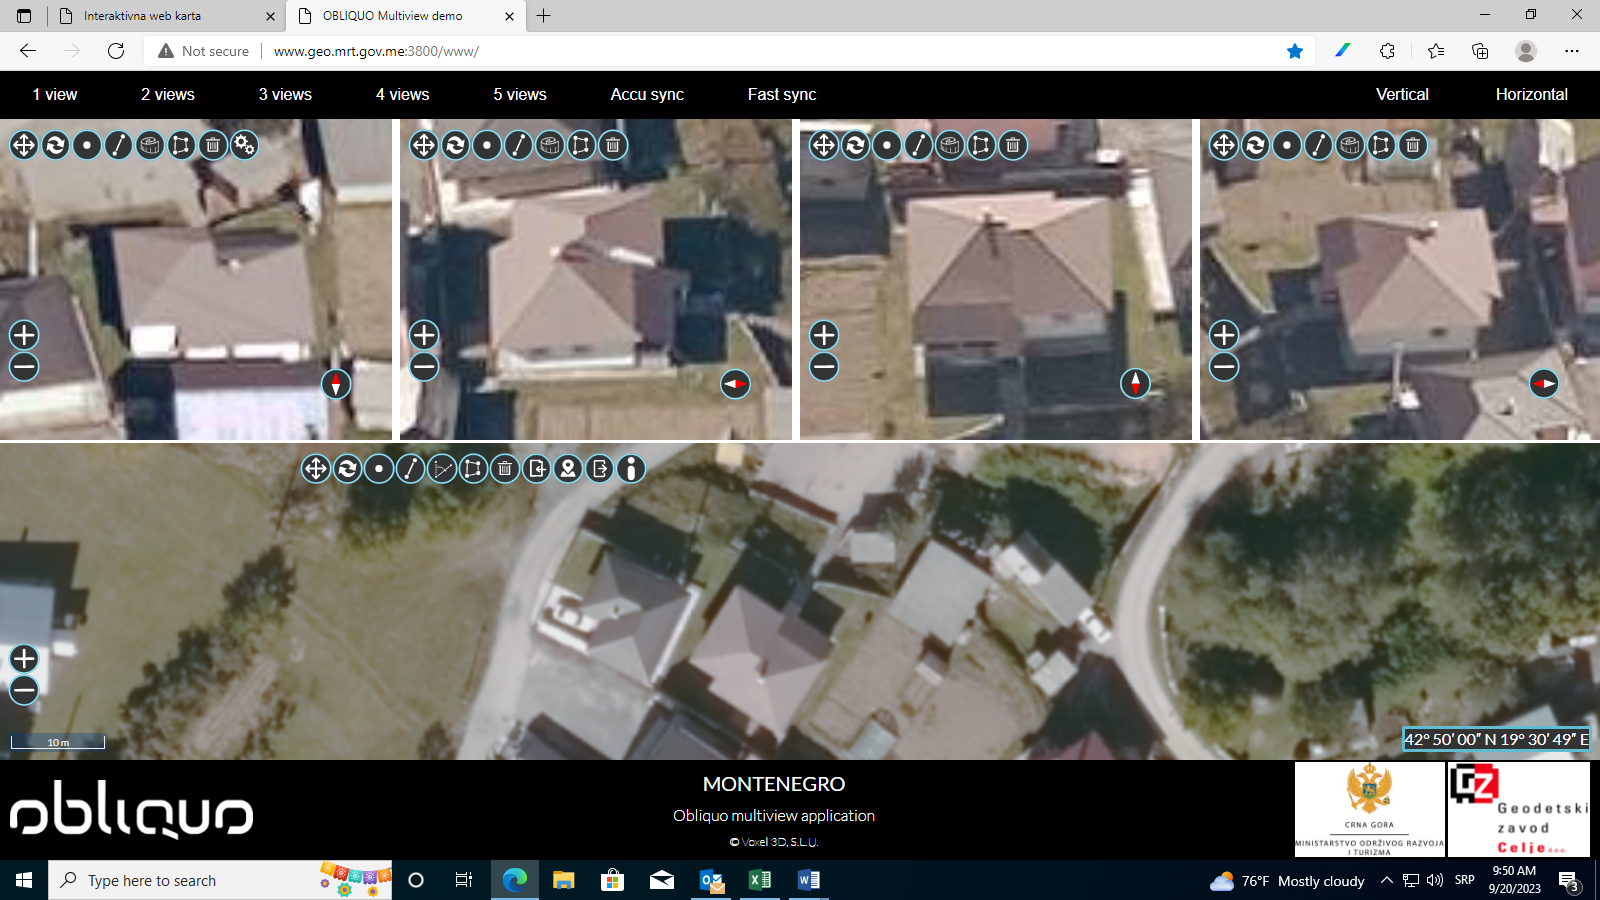 Interaktivna web karta
OBLIQUO Multiview demo
Not secure
www.geo.mrt.gov.me:3800/www/
1 view
2 views
3 views
4 views
5 views
Accu sync
Fast sync
Vertical
Horizontal
10 m
42° 50′ 00″ N 19° 30′ 49″ E
obliquo
MONTENEGRO
Obliquo multiview application
© Voxel 3D, S.L.U.
CRNA GORA
MINISTARSTVO ODRŽIVOG RAZVOJA
I TURIZMA
GZ
Geodetski
zavod
Celje d.o.o.
Type here to search
76°F Mostly cloudy
SRP
9:50 AM
9/20/2023
3